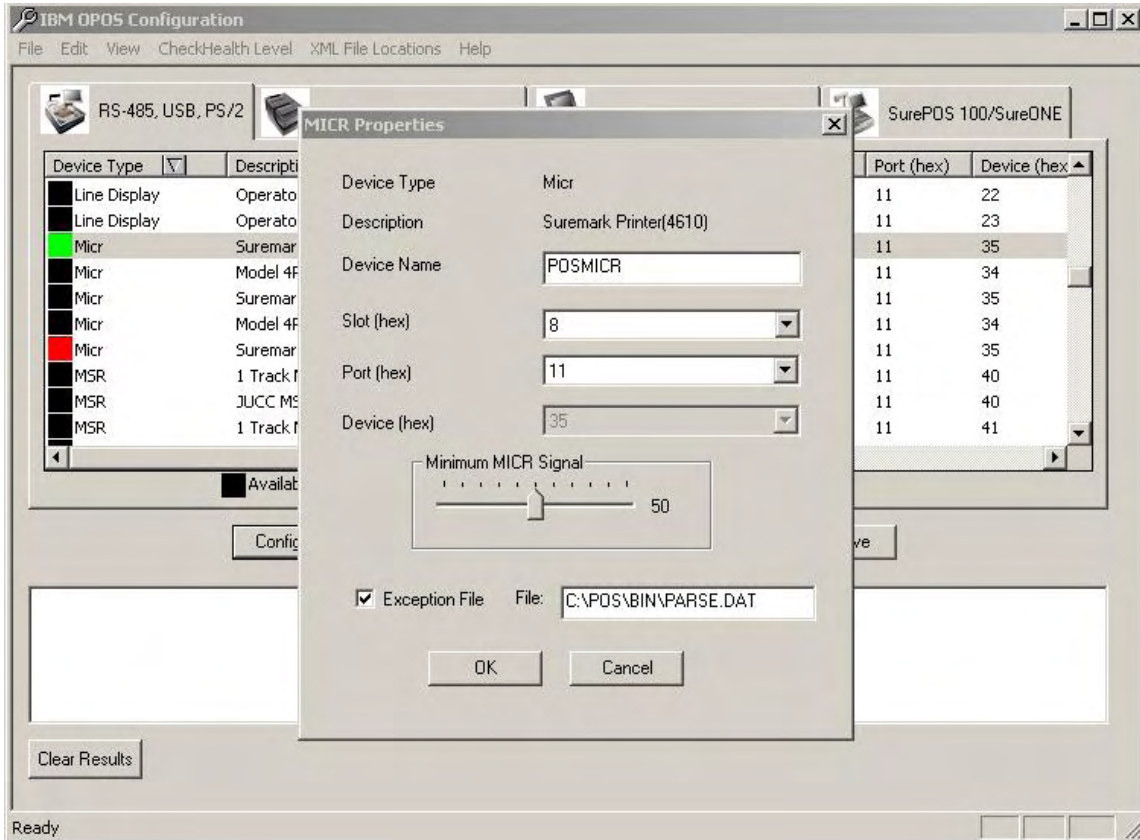 IBM OPOS Configuration
File Edit View CheckHealth Level XML File Locations Help
RS-485, USB, PS/2
SurePOS 100/SureONE
Device Type Descripti Port (hex) Device (hex
Line Display Operato 11 22
Line Display Operato 11 23
Micr Suremar 11 35
Micr Model 4P 11 34
Micr Suremar 11 35
Micr Model 4P 11 34
Micr Suremar 11 35
MSR 1 Track 11 40
MSR JUCC MS 11 40
MSR 1 Track 11 41
Availab
Config
ve
MICR Properties
Device Type Micr
Description Suremark Printer(4610)
Device Name POSMICR
Slot (hex) 8
Port (hex) 11
Device (hex) 35
Minimum MICR Signal
50
Exception File File: C:\POS\BIN\PARSE.DAT
OK Cancel
Clear Results
Ready